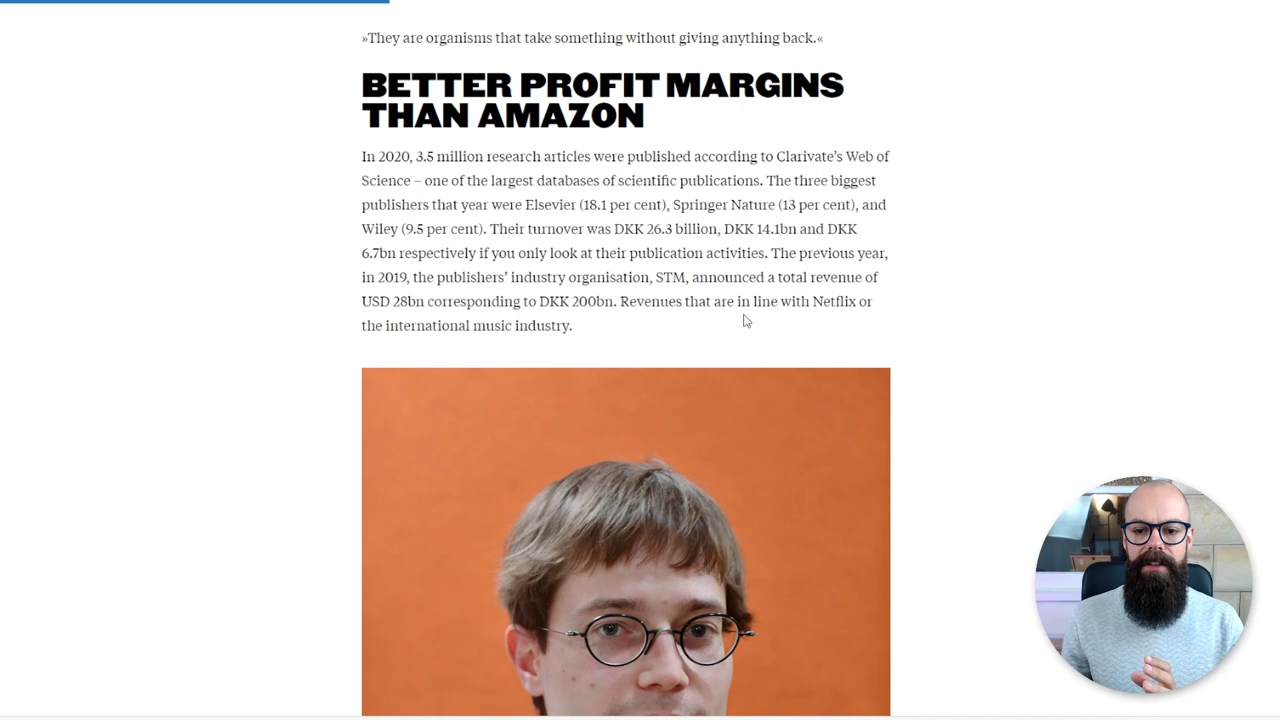 »They are organisms that take something without giving anything back.«
BETTER PROFIT MARGINS
THAN AMAZON
In 2020, 3.5 million research articles were published according to Clarivate’s Web of
Science – one of the largest databases of scientific publications. The three biggest
publishers that year were Elsevier (18.1 per cent), Springer Nature (13 per cent), and
Wiley (9.5 per cent). Their turnover was DKK 26.3 billion, DKK 14.1bn and DKK
6.7bn respectively if you only look at their publication activities. The previous year,
in 2019, the publishers’ industry organisation, STM, announced a total revenue of
USD 28bn corresponding to DKK 200bn. Revenues that are in line with Netflix or
the international music industry.